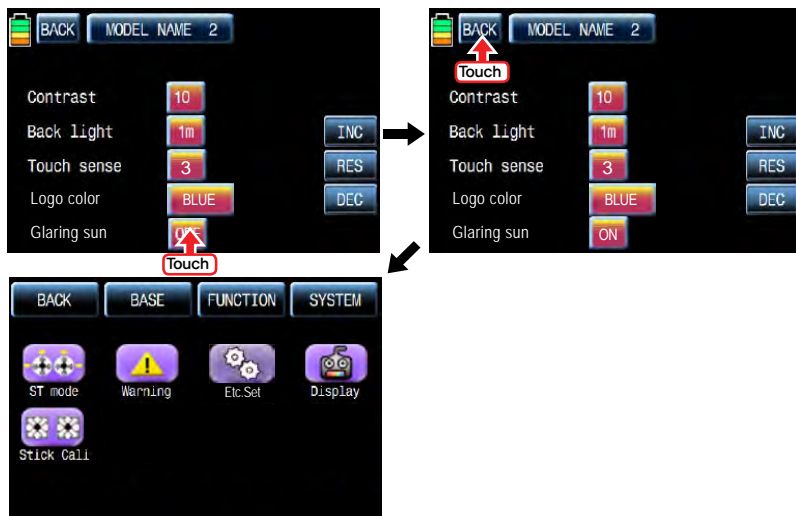 BACK MODEL NAME 2
Contrast 10
Back light 1m INC
Touch sense 3 RES
Logo color BLUE DEC
Glaring sun
Touch
BACK MODEL NAME 2
Touch
Contrast 10
Back light 1m INC
Touch sense 3 RES
Logo color BLUE DEC
Glaring sun ON
BACK BASE FUNCTION SYSTEM
ST mode Warning Etc.Set Display
Stick Cali